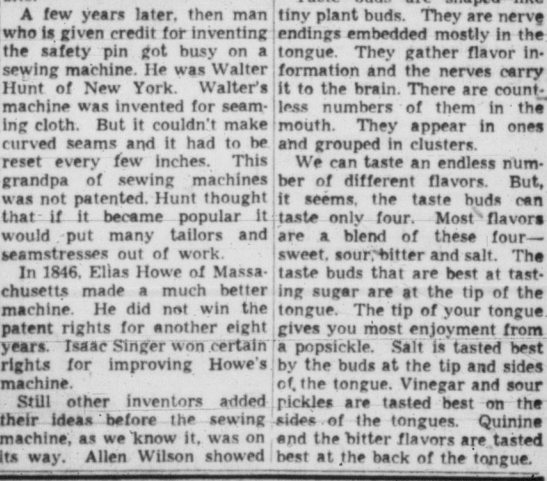 A few years later, then man
who is given credit for inventing
the safety pin got busy on a
sewing machine. He was Walter
Hunt of New York. Walter's
machine was invented for seam-
ing cloth. But it couldn't make
curved seams and it had to be
reset every few inches. This
grandpa of sewing machines
was not patented. Hunt thought
that if it became popular it
would put many tailors and
seamstresses out of work.
In 1846, Elias Howe of Massa-
chusetts made a much better
machine. He did not win the
patent rights for another eight
years. Isaac Singer won certain
rights for improving Howe's
machine.
Still other inventors added
their ideas before the sewing
machine, as we know it, was on
its way. Allen Wilson showed
tiny plant buds. They are nerve
endings embedded mostly in the
tongue. They gather flavor in-
formation and the nerves carry
it to the brain. There are count-
less numbers of them in the
mouth. They appear in ones
and grouped in clusters.
We can taste an endless num-
ber of different flavors. But,
it seems, the taste buds can
taste only four. Most flavors
are a blend of these four—
sweet, sour, bitter and salt. The
taste buds that are best at tast-
ing sugar are at the tip of the
tongue. The tip of your tongue
gives you most enjoyment from
a popsickle. Salt is tasted best
by the buds at the tip and sides
of the tongue. Vinegar and sour
pickles are tasted best on the
sides of the tongues. Quinine
and the bitter flavors are tasted
best at the back of the tongue.